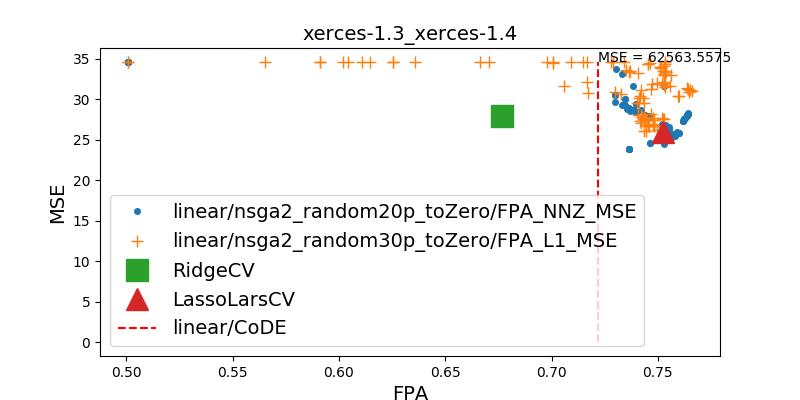 xerces-1.3_xerces-1.4
MSE = 62563.5575
35
30
25
20
15
10
5
0
MSE
linear/nsga2_random20p_toZero/FPA_NNZ_MSE
linear/nsga2_random30p_toZero/FPA_L1_MSE
RidgeCV
LassoLarsCV
linear/CoDE
0.50 0.55 0.60 0.65 0.70 0.75
FPA